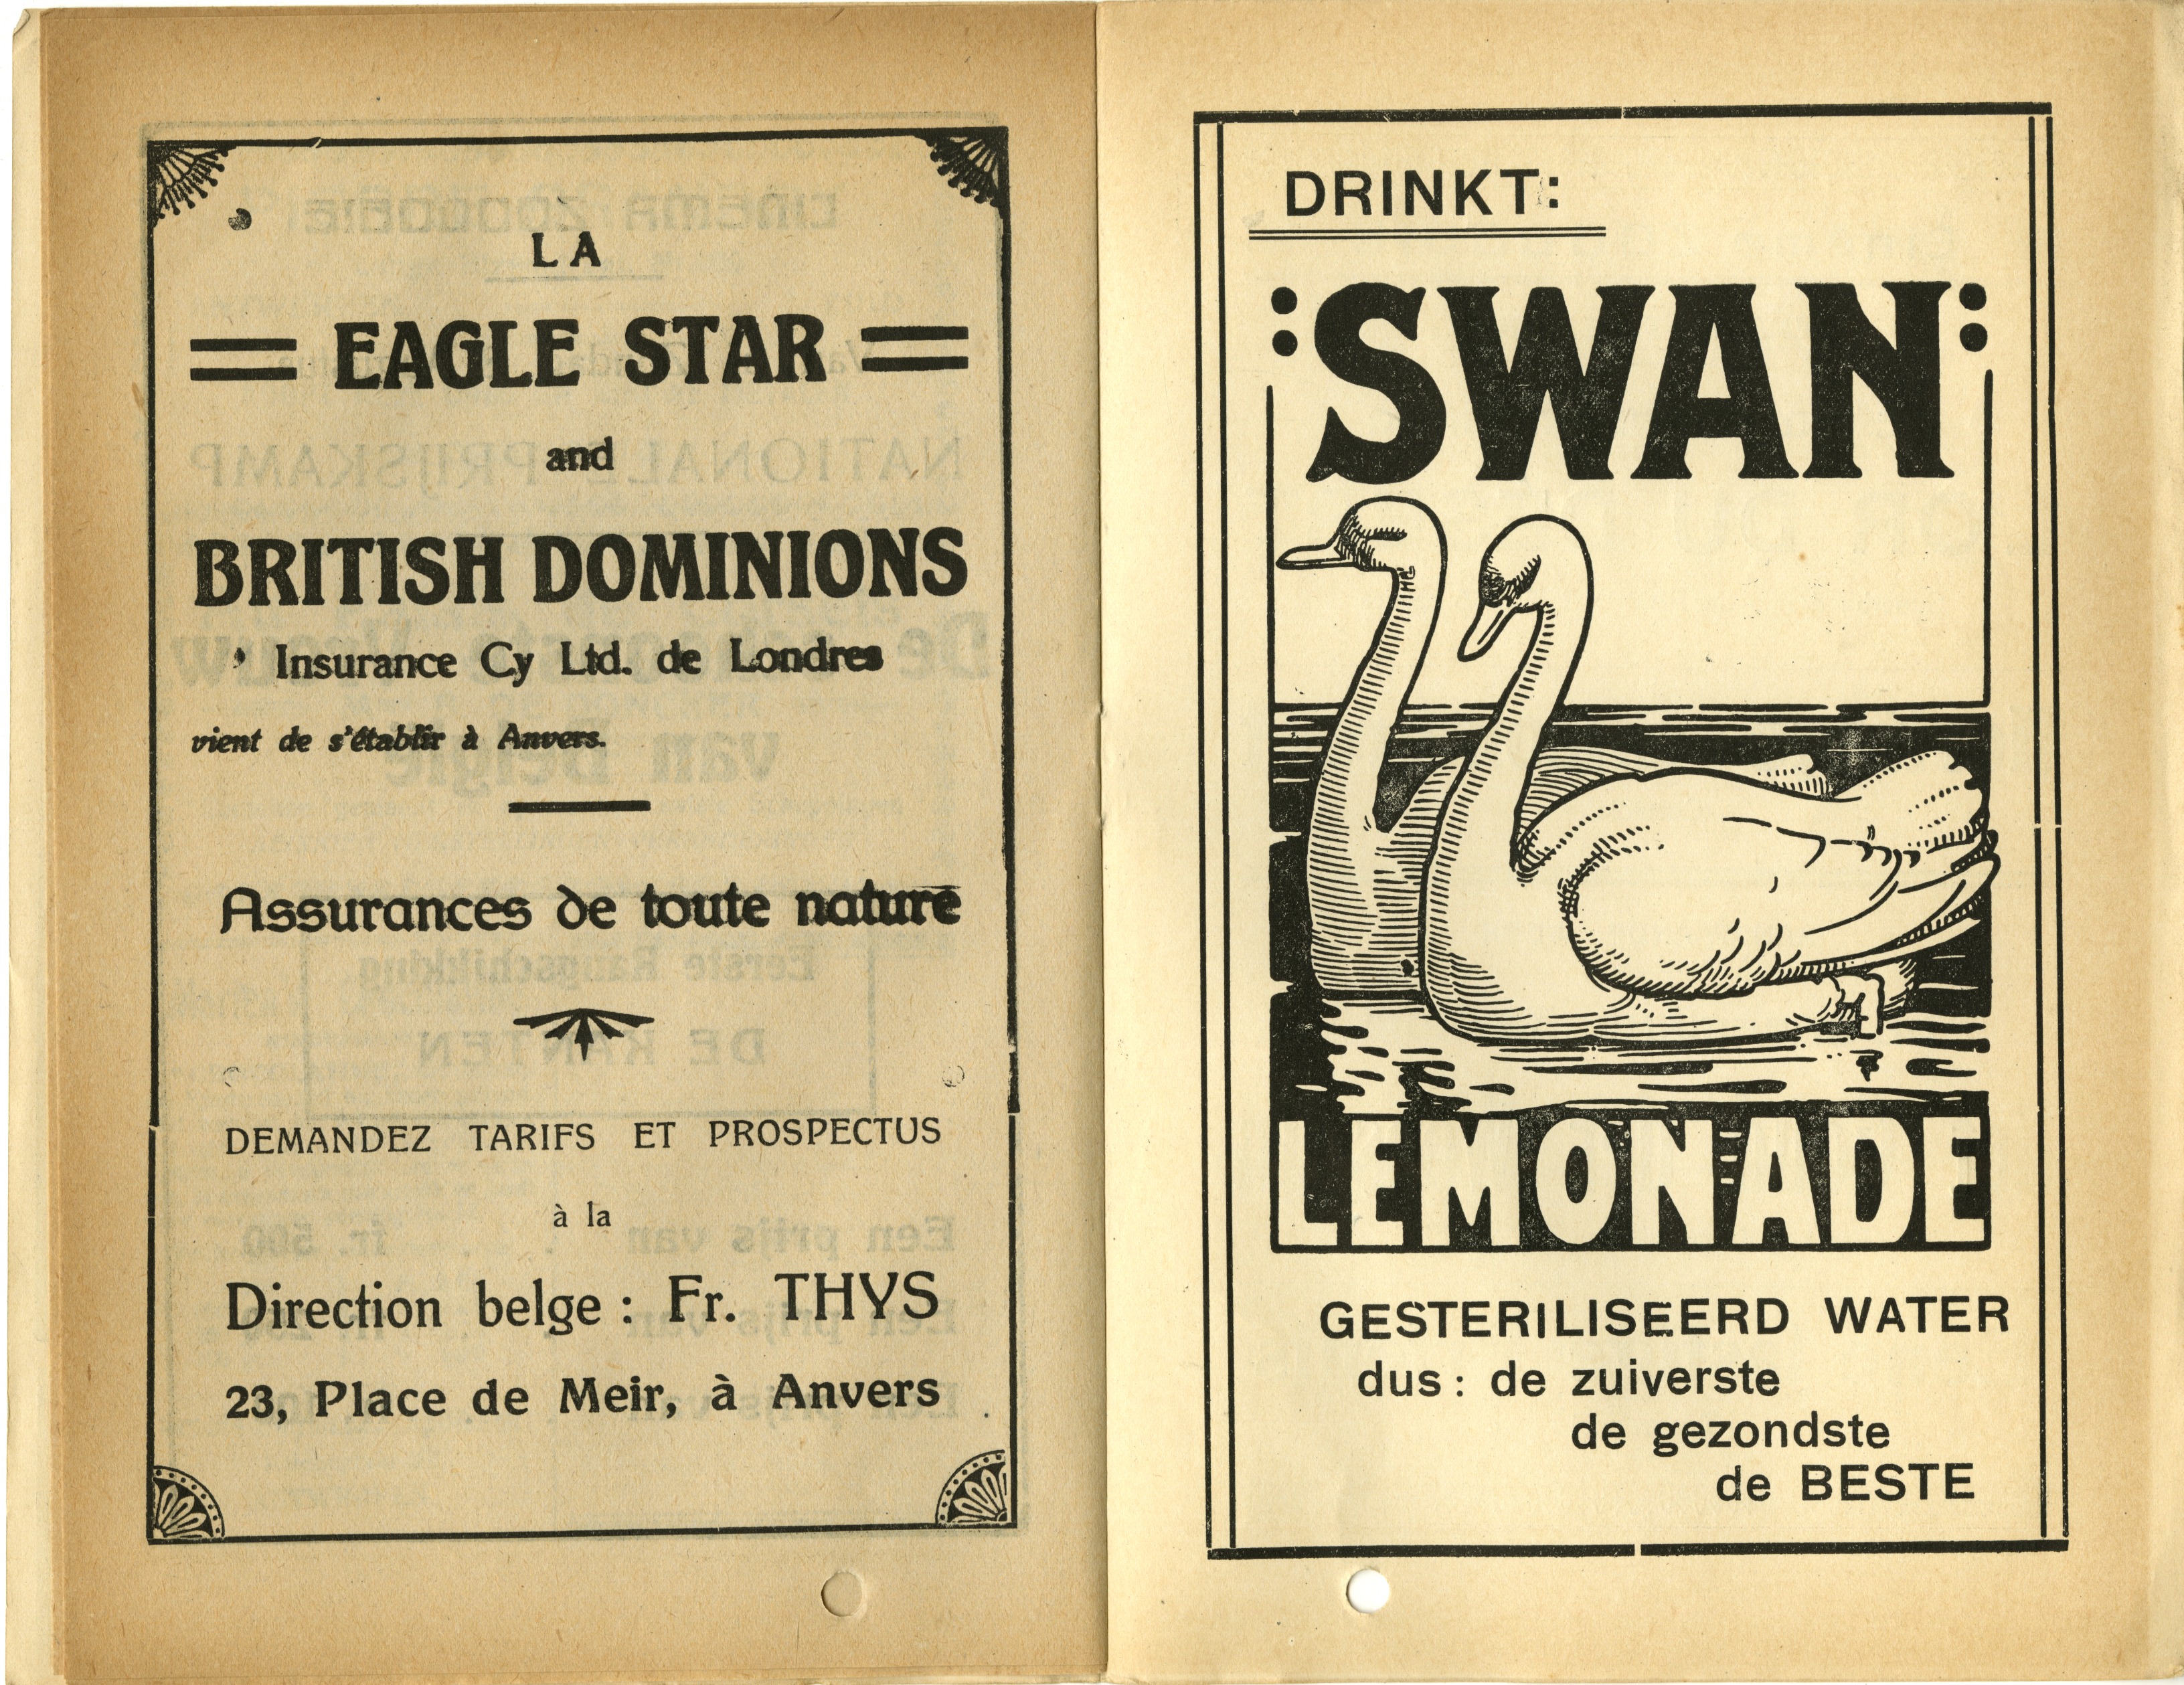 LA
EAGLE STAR
and
BRITISH DOMINIONS
Insurance Cy Ltd. de Londres
vient de s'établir à Anvers.
Assurances de toute nature
DEMANDEZ TARIFS ET PROSPECTUS
à la
Direction belge : Fr. THYS
23, Place de Meir, à Anvers
DRINKT:
:SWAN:
LEMONADE
GESTERILISEERD WATER
dus : de zuiverste
de gezondste
de BESTE